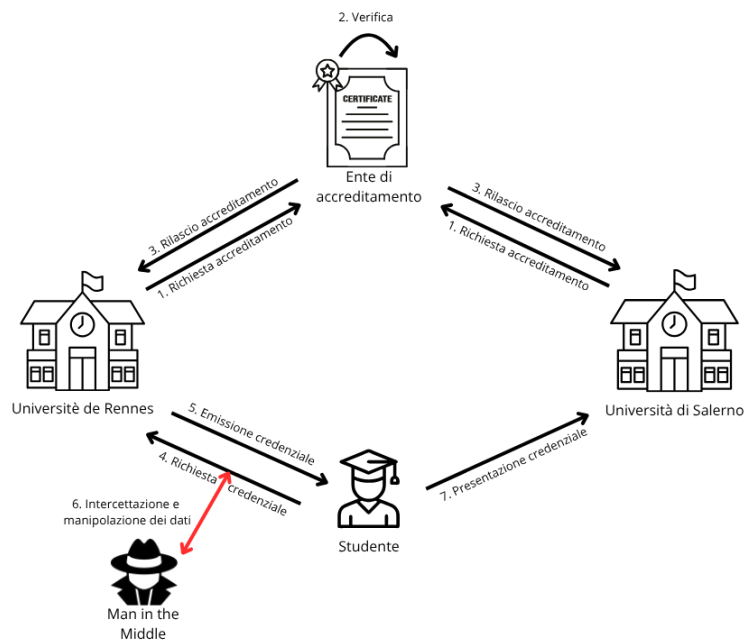 2. Verifica
CERTIFICATE
Ente di
accreditamento
3. Rilascio accreditamento
1. Richiesta accreditamento
3. Rilascio accreditamento
1. Richiesta accreditamento
Universitè de Rennes
Università di Salerno
5. Emissione credenziale
4. Richiesta credenziale
7. Presentazione credenziale
6. Intercettazione e
manipolazione dei dati
Studente
Man in the
Middle